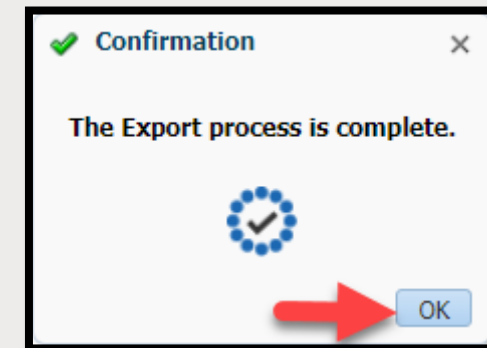 Confirmation
The Export process is complete.
OK